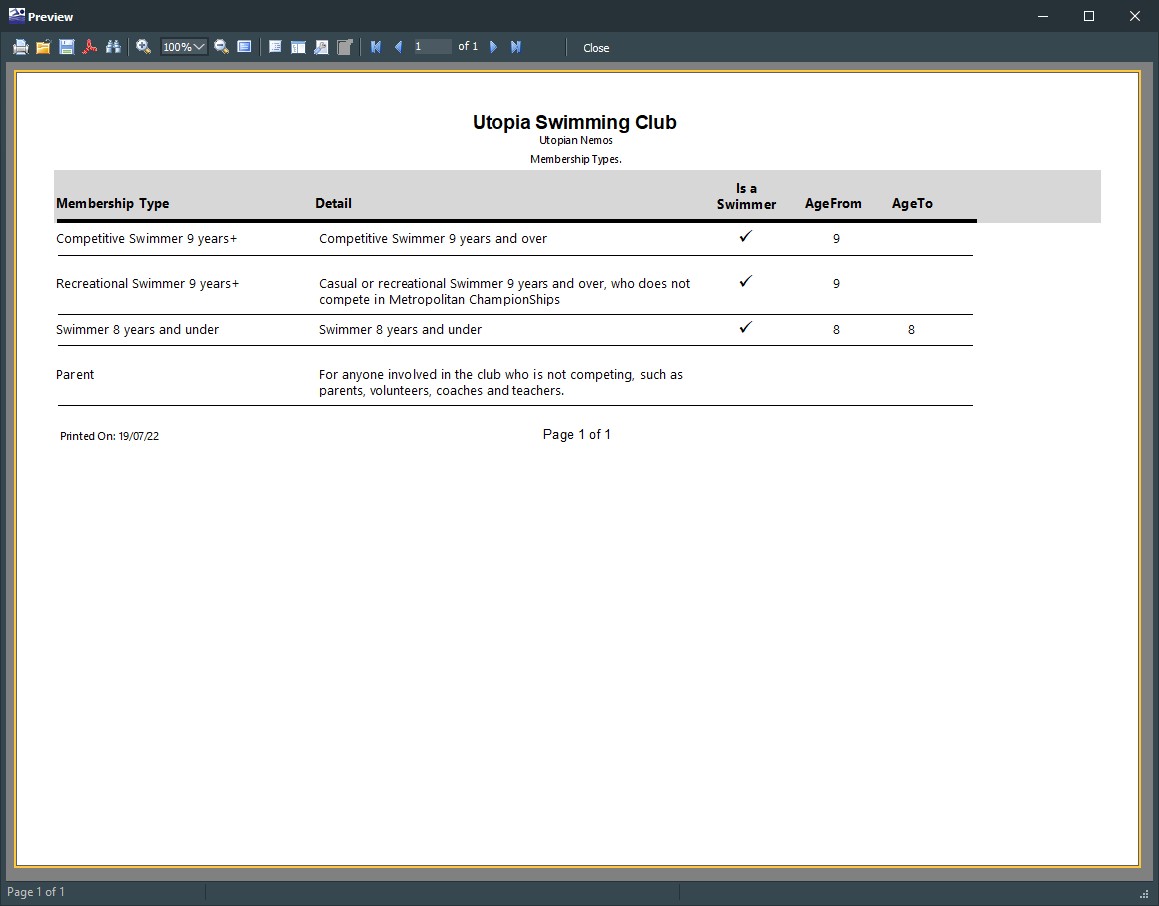 Preview
100%
1 of 1
Close
Utopia Swimming Club
Utopian Nemos
Membership Types.
Membership Type Detail Is a Swimmer AgeFrom AgeTo
Competitive Swimmer 9 years+ Competitive Swimmer 9 years and over ✓ 9
Recreational Swimmer 9 years+ Casual or recreational Swimmer 9 years and over, who does not ✓ 9
compete in Metropolitan ChampionShips
Swimmer 8 years and under Swimmer 8 years and under ✓ 8 8
Parent For anyone involved in the club who is not competing, such as
parents, volunteers, coaches and teachers.
Printed On: 19/07/22 Page 1 of 1
Page 1 of 1